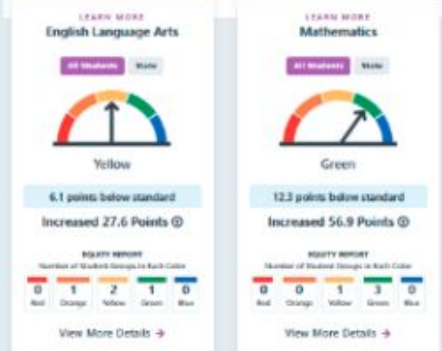 LEARN MORE
English Language Arts
All Students State
Yellow
6.1 points below standard
Increased 27.6 Points
EQUITY REPORT
Number of Student Groups in Each Color
0 1 2 1 0
Red Orange Yellow Green Blue
View More Details →
LEARN MORE
Mathematics
All Students State
Green
12.3 points below standard
Increased 56.9 Points
EQUITY REPORT
Number of Student Groups in Each Color
0 0 1 3 0
Red Orange Yellow Green Blue
View More Details →